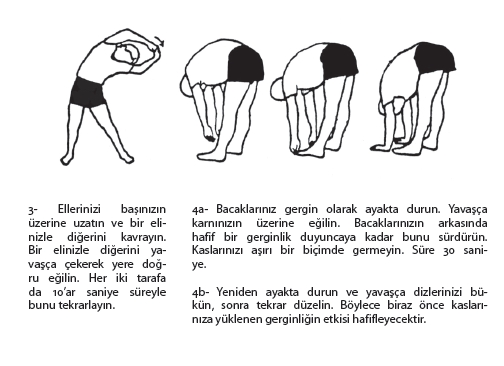 3- Ellerinizi başınızın
üzerine uzatın ve bir eli-
nizle diğerini kavrayın.
Bir elinizle diğerini ya-
vaşça çekerek yere doğ-
ru eğilin. Her iki tarafa
da 10'ar saniye süreyle
bunu tekrarlayın.
4a- Bacaklarınız gergin olarak ayakta durun. Yavaşça
karnınızın üzerine eğilin. Bacaklarınızın arkasında
hafif bir gerginlik duyuncaya kadar bunu sürdürün.
Kaslarınızı aşırı bir biçimde germeyin. Süre 30 sani-
ye.
4b- Yeniden ayakta durun ve yavaşça dizlerinizi bü-
kün, sonra tekrar düzelin. Böylece biraz önce kasları-
nıza yüklenen gerginliğin etkisi hafifleyecektir.